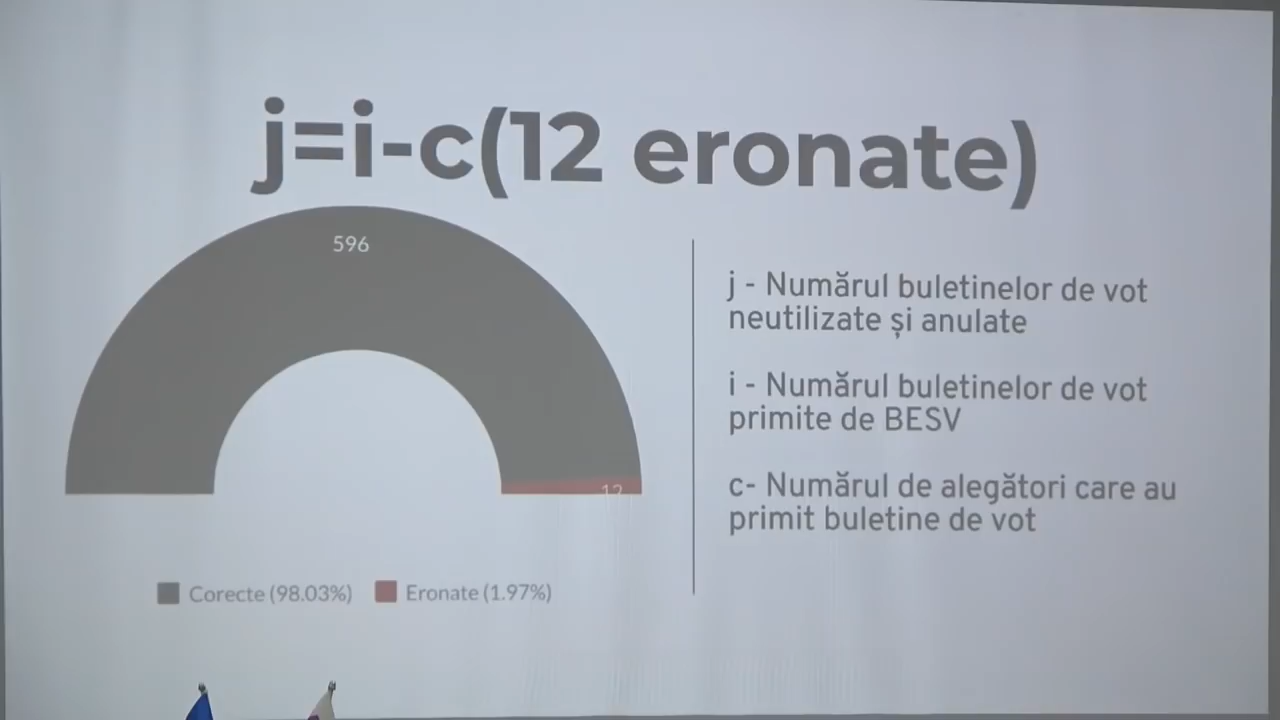 j=i-c(12 eronate)
596
12
Corecte (98.03%) Eronate (1.97%)
j - Numărul buletinelor de vot
neutilizate și anulate
i - Numărul buletinelor de vot
primite de BESV
c- Numărul de alegători care au
primit buletine de vot